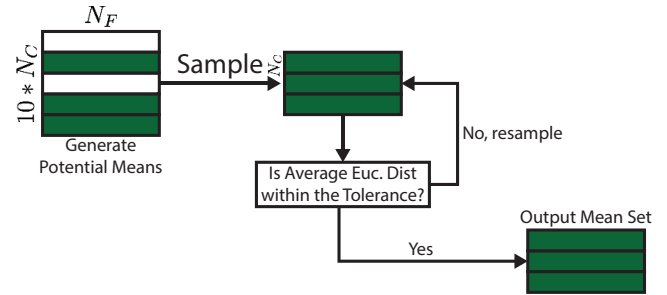 N_F
10 * N_C
Generate
Potential Means
Sample
N_C
No, resample
Is Average Euc. Dist
within the Tolerance?
Yes
Output Mean Set